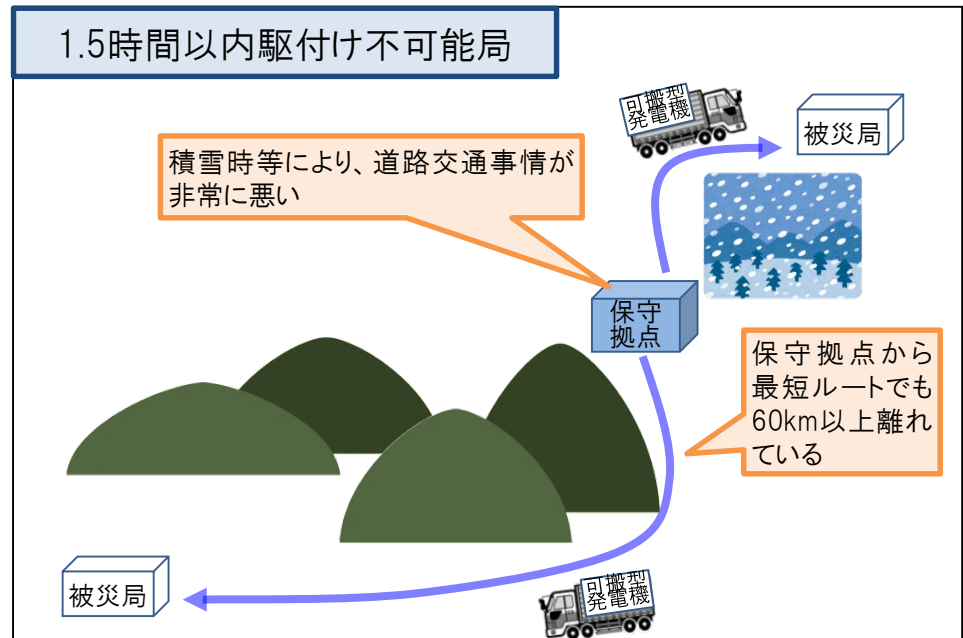 1.5時間以内駆付け不可能局
可搬型
発電機
被災局
積雪時等により、道路交通事情が
非常に悪い
保守
拠点
保守拠点から
最短ルートでも
60km以上離れ
ている
被災局
可搬型
発電機